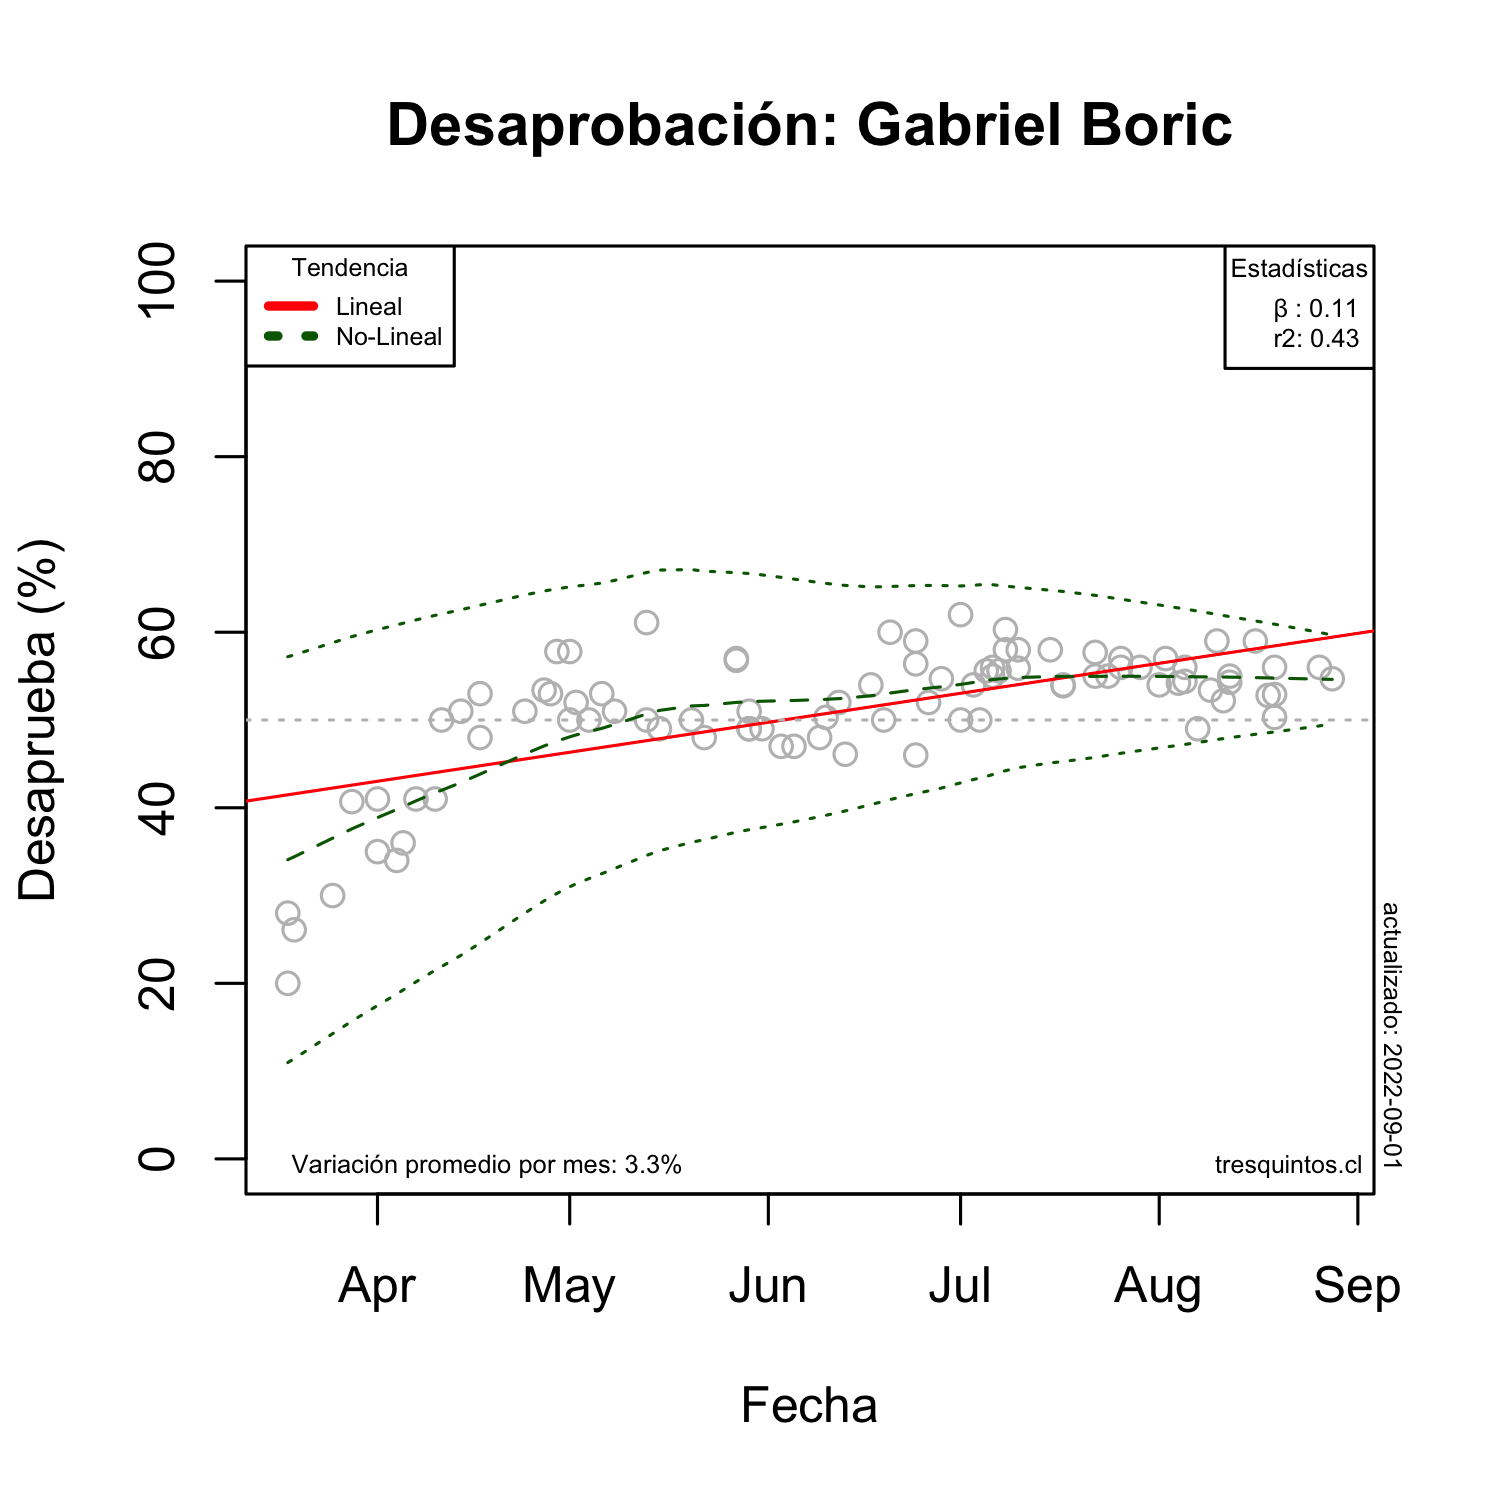 Desaprobación: Gabriel Boric
Tendencia
Lineal
No-Lineal
Estadísticas
β : 0.11
r2: 0.43
Desaprueba (%)
100
80
60
40
20
0
Variación promedio por mes: 3.3%
tresquintos.cl
actualizado: 2022-09-01
Apr May Jun Jul Aug Sep
Fecha